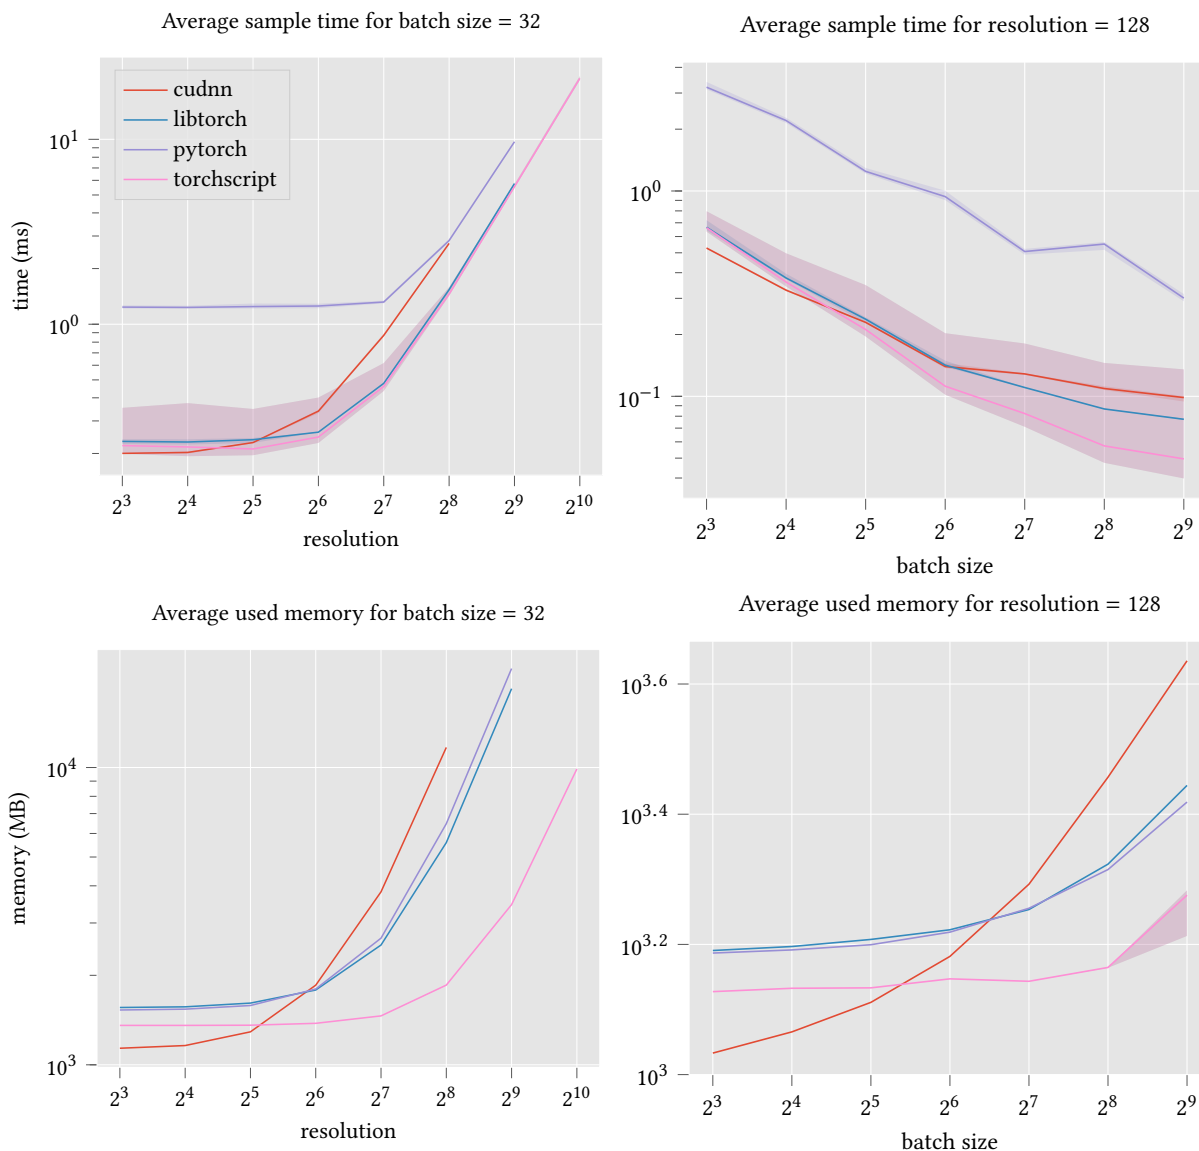 Average sample time for batch size = 32
cudnn
libtorch
pytorch
torchscript
10^1
10^0
time (ms)
2^3 2^4 2^5 2^6 2^7 2^8 2^9 2^10
resolution
Average sample time for resolution = 128
10^0
10^−1
2^3 2^4 2^5 2^6 2^7 2^8 2^9
batch size
Average used memory for batch size = 32
10^4
10^3
memory (MB)
2^3 2^4 2^5 2^6 2^7 2^8 2^9 2^10
resolution
Average used memory for resolution = 128
10^3.6
10^3.4
10^3.2
10^3
2^3 2^4 2^5 2^6 2^7 2^8 2^9
batch size